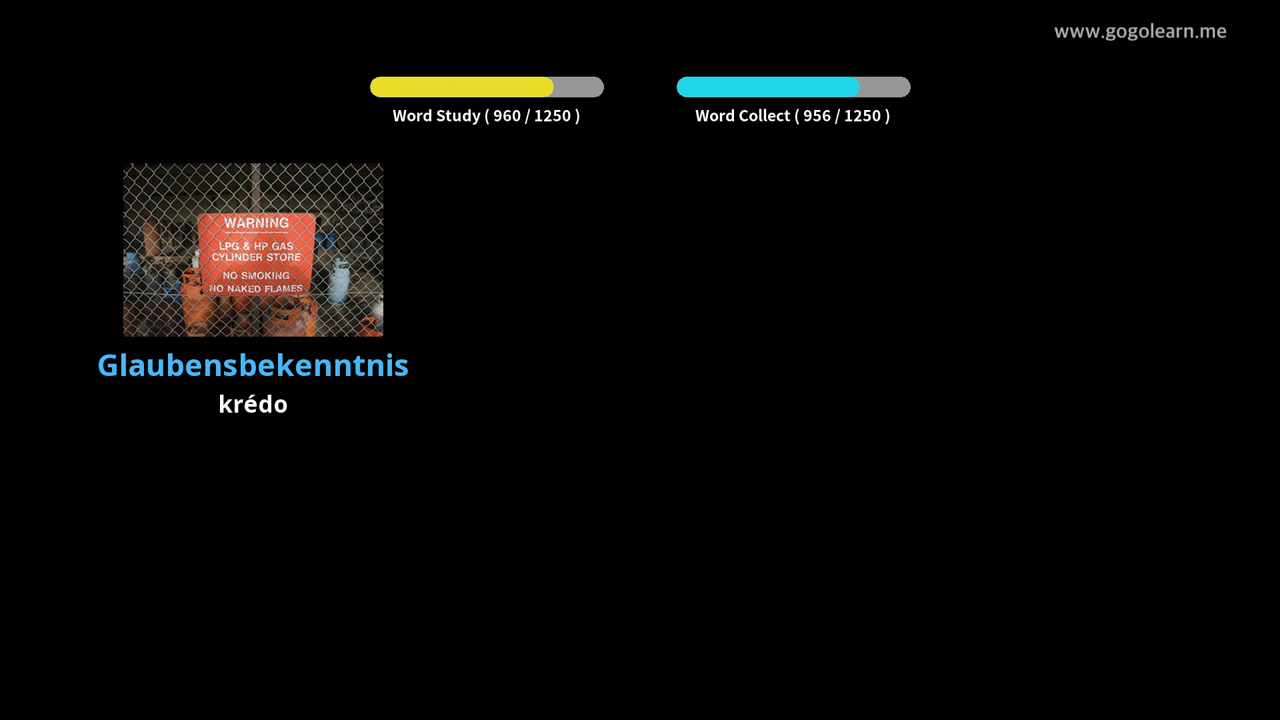 www.gogolearn.me
Word Study ( 960 / 1250 )
Word Collect ( 956 / 1250 )
WARNING
LPG & HP GAS
CYLINDER STORE
NO SMOKING
NO NAKED FLAMES
Glaubensbekenntnis
krédo